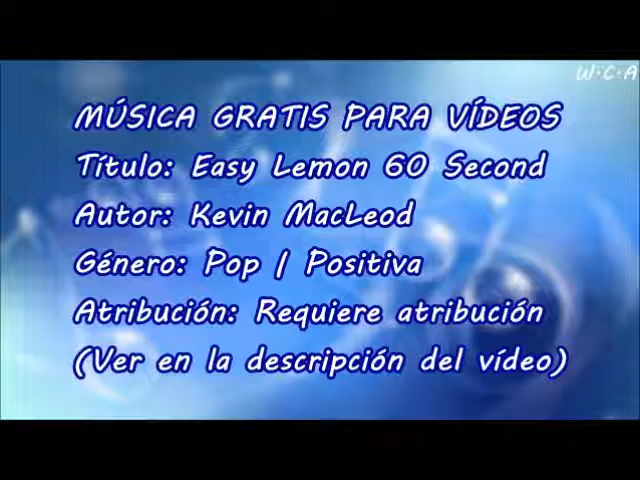 W.C.A
MÚSICA GRATIS PARA VÍDEOS
Título: Easy Lemon 60 Second
Autor: Kevin MacLeod
Género: Pop / Positiva
Atribución: Requiere atribución
(Ver en la descripción del vídeo)